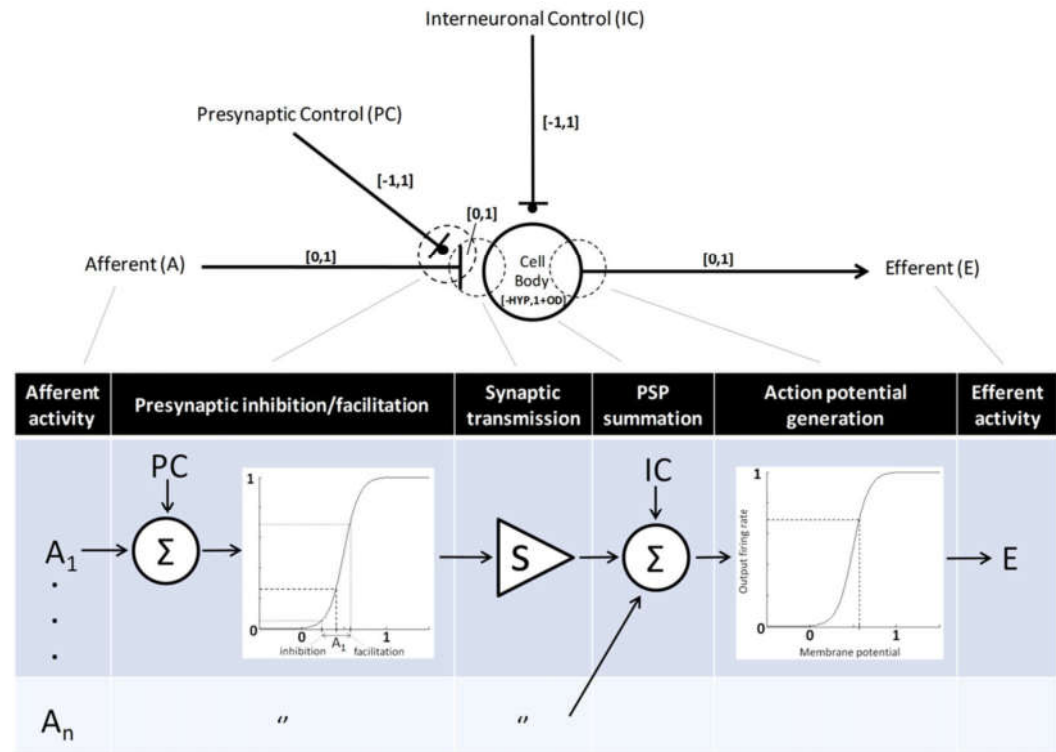 Interneuronal Control (IC)
Presynaptic Control (PC)
[-1,1]
[-1,1]
[0,1]
Afferent (A)
[0,1]
Cell
Body
[-HYP,1+OD]
[0,1]
Efferent (E)
Afferent
activity
Presynaptic inhibition/facilitation
Synaptic
transmission
PSP
summation
Action potential
generation
Efferent
activity
PC
IC
A1
Σ
1
0
0
A1
1
inhibition
facilitation
S
Σ
Output firing rate
1
0
0
1
Membrane potential
E
An
“
“